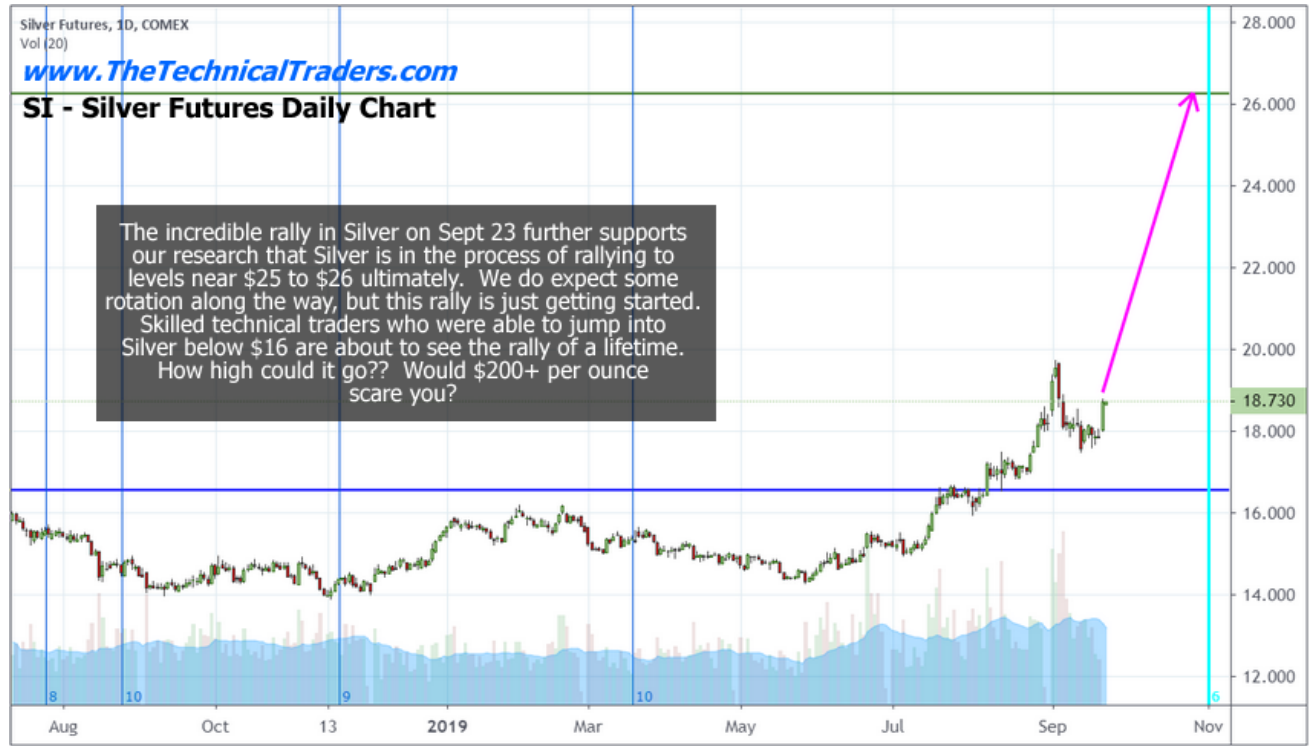 Silver Futures, 1D, COMEX
Vol (20)
www.TheTechnicalTraders.com
SI - Silver Futures Daily Chart
The incredible rally in Silver on Sept 23 further supports
our research that Silver is in the process of rallying to
levels near $25 to $26 ultimately.  We do expect some
rotation along the way, but this rally is just getting started.
Skilled technical traders who were able to jump into
Silver below $16 are about to see the rally of a lifetime.
How high could it go??  Would $200+ per ounce
scare you?
28.000
26.000
24.000
22.000
20.000
18.730
18.000
16.000
14.000
12.000
8 10 9 10 6
Aug Oct 13 2019 Mar May Jul Sep Nov